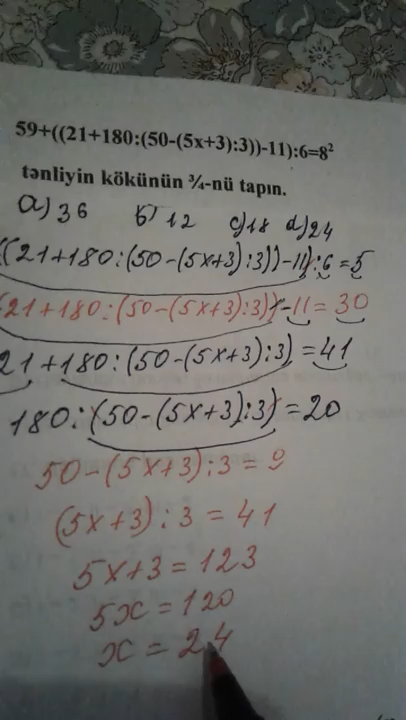 59+((21+180:(50-(5x+3):3))-11):6=8²
tənliyin kökünün ¾-nü tapın.
a) 36 б) 12 c) 18 d) 24
((21+180:(50-(5x+3):3))-11):6=5
(21+180:(50-(5x+3):3))-11=30
21+180:(50-(5x+3):3)=41
180:(50-(5x+3):3)=20
50-(5x+3):3=9
(5x+3):3=41
5x+3=123
5x=120
x=24